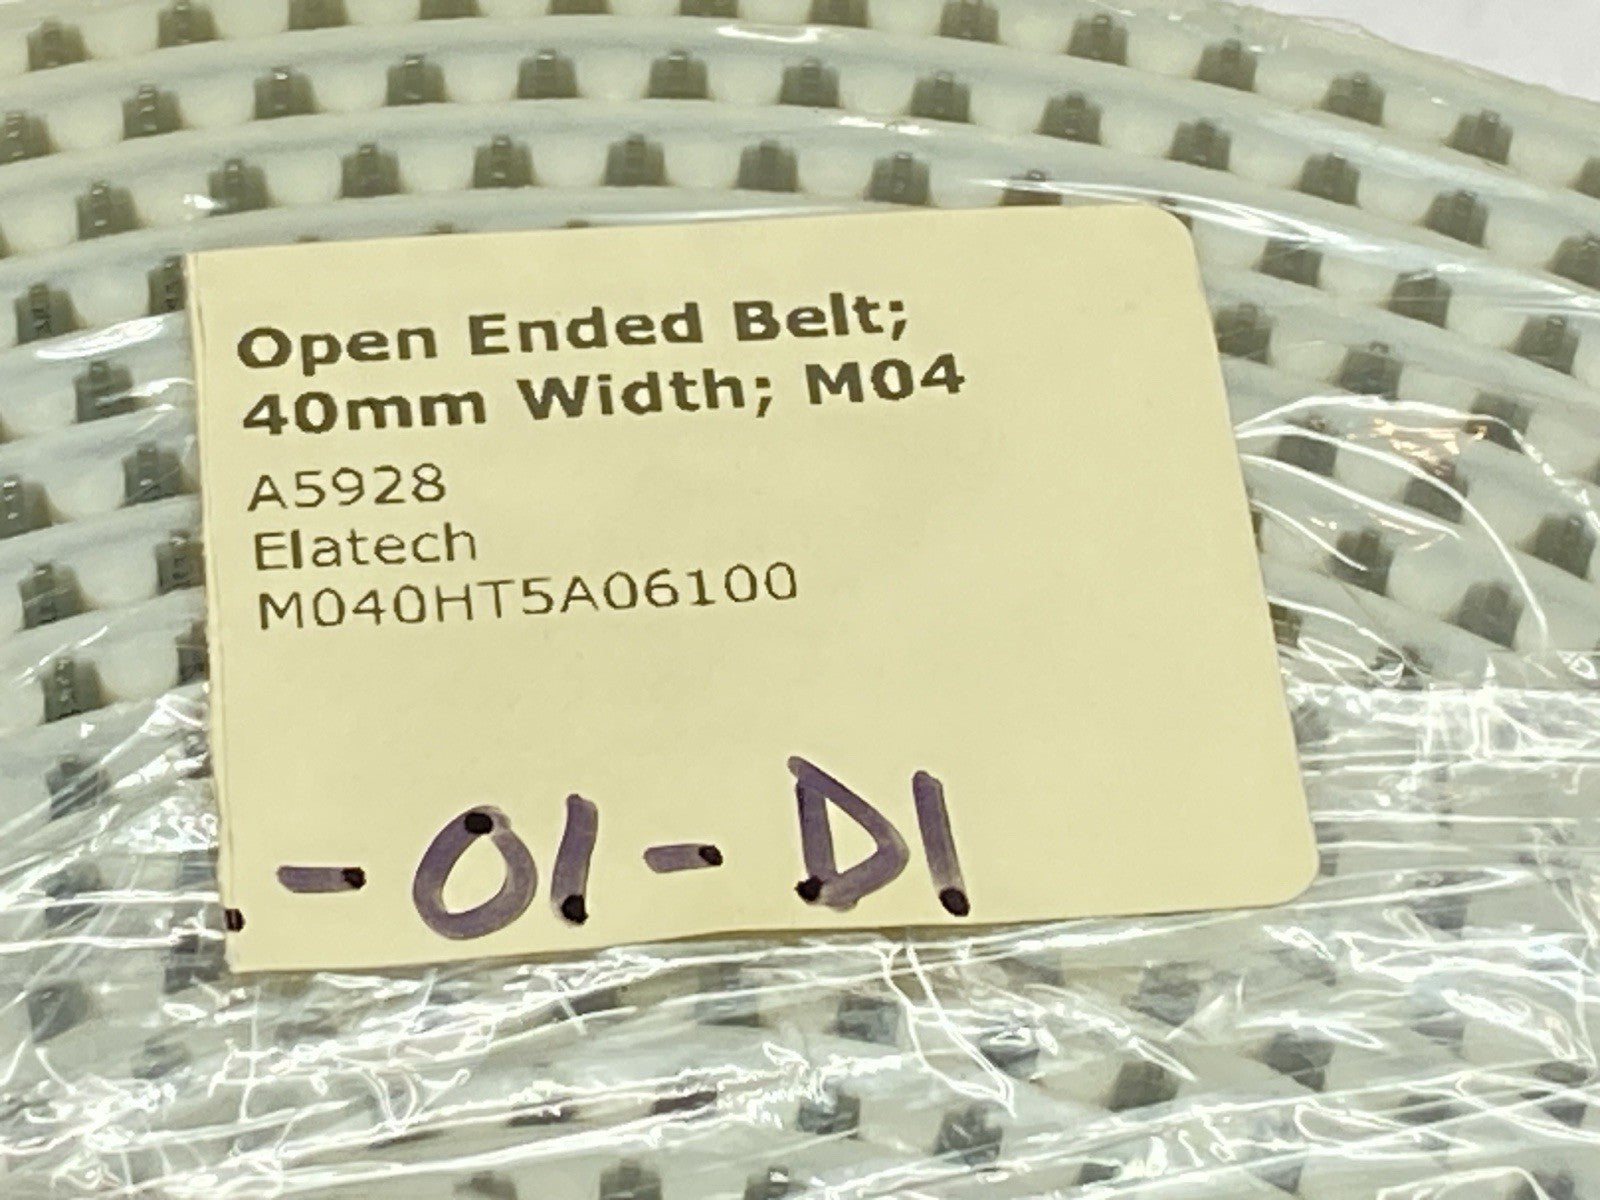 Open Ended Belt;
40mm Width; M04
A5928
Elatech
M040HT5A06100
-01-D1